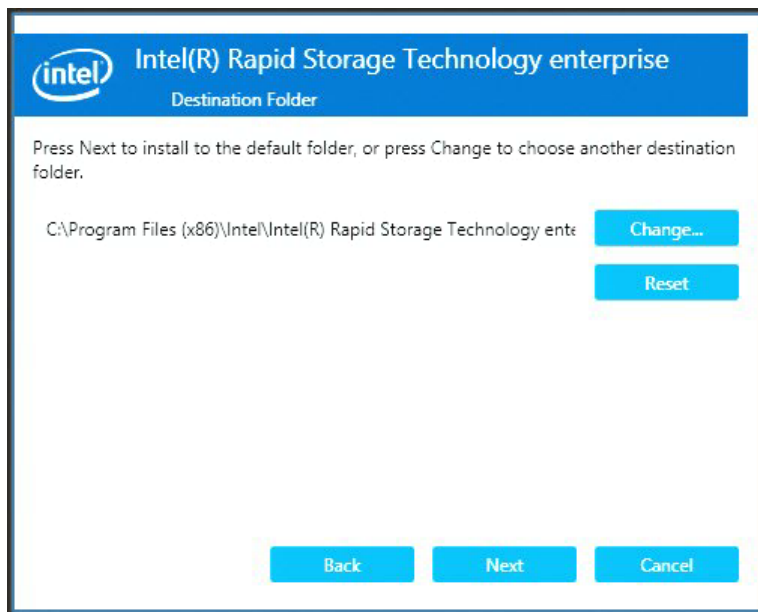 intel
Intel(R) Rapid Storage Technology enterprise
Destination Folder
Press Next to install to the default folder, or press Change to choose another destination
folder.
C:\Program Files (x86)\Intel\Intel(R) Rapid Storage Technology ente
Change...
Reset
Back
Next
Cancel